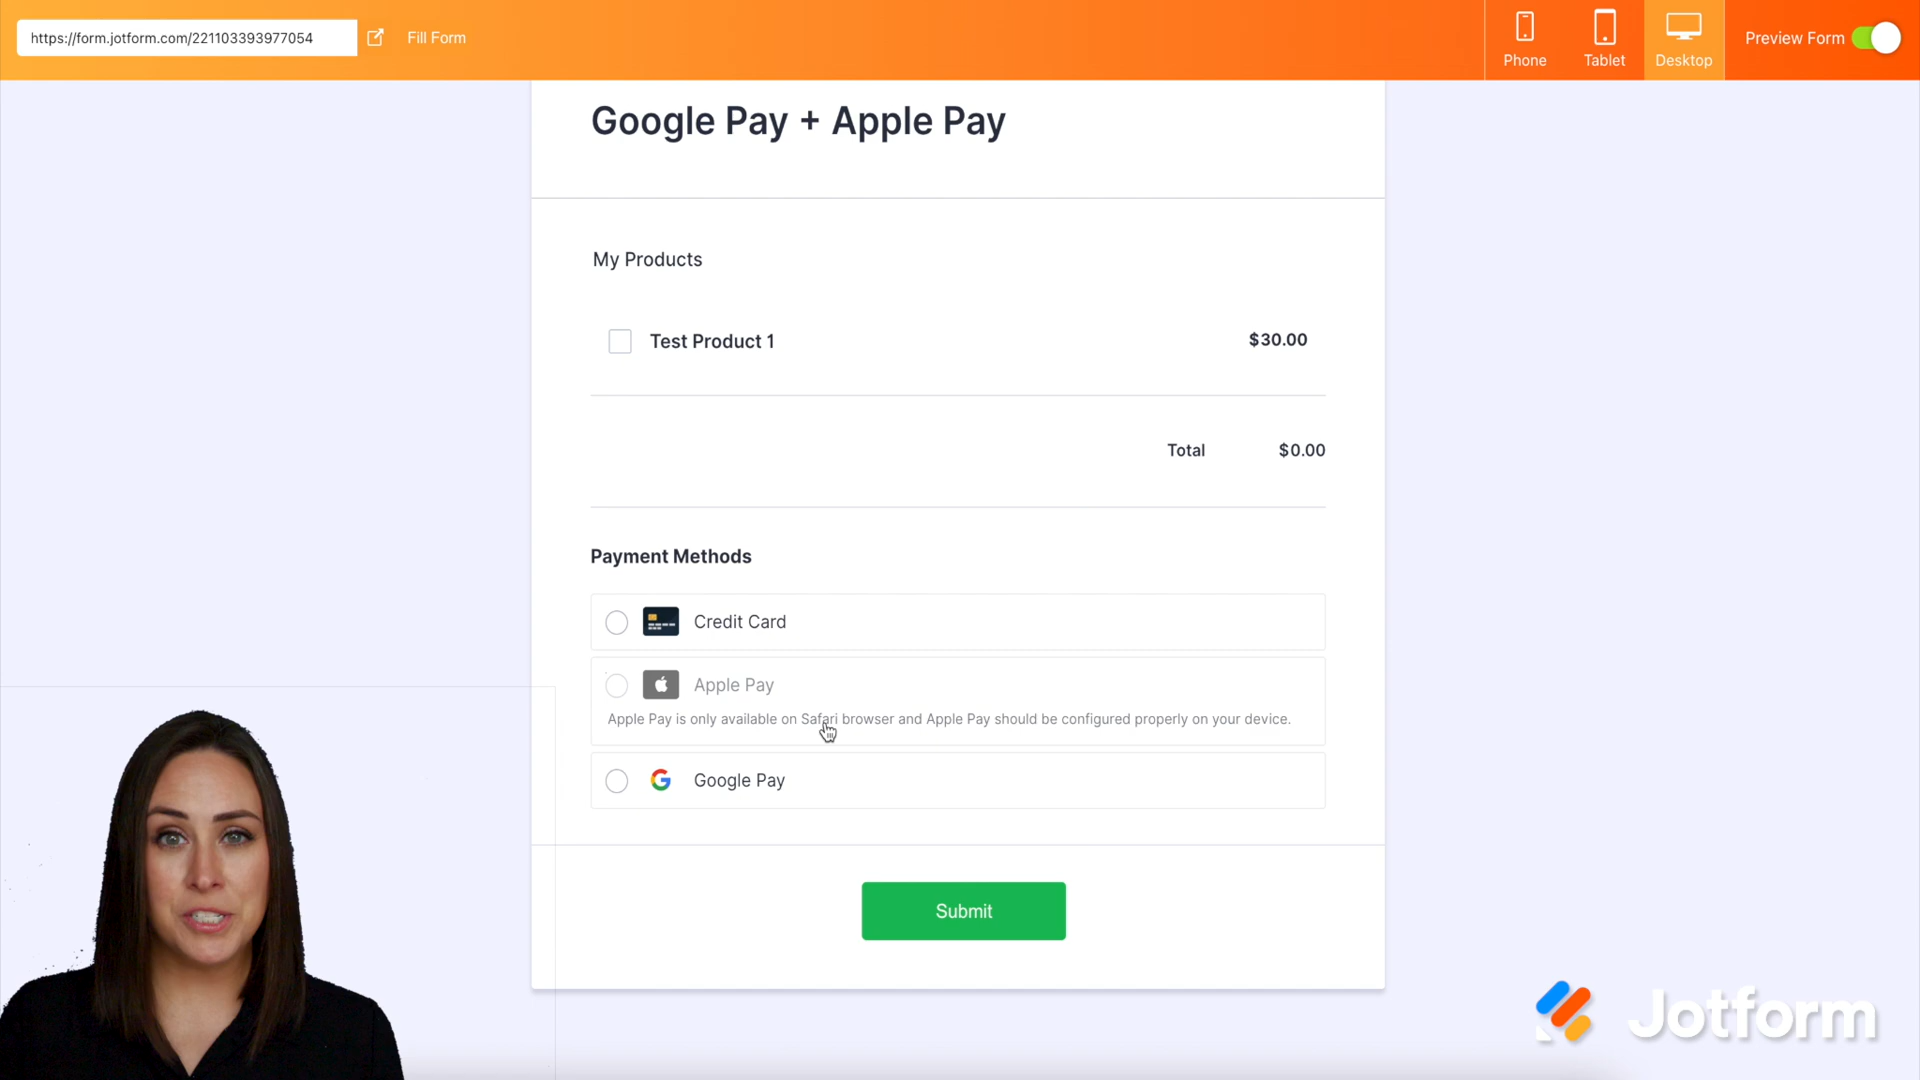 https://form.jotform.com/221103393977054
Fill Form
Phone
Tablet
Desktop
Preview Form
Google Pay + Apple Pay
My Products
Test Product 1
$30.00
Total
$0.00
Payment Methods
Credit Card
Apple Pay
Apple Pay is only available on Safari browser and Apple Pay should be configured properly on your device.
Google Pay
Submit
Jotform